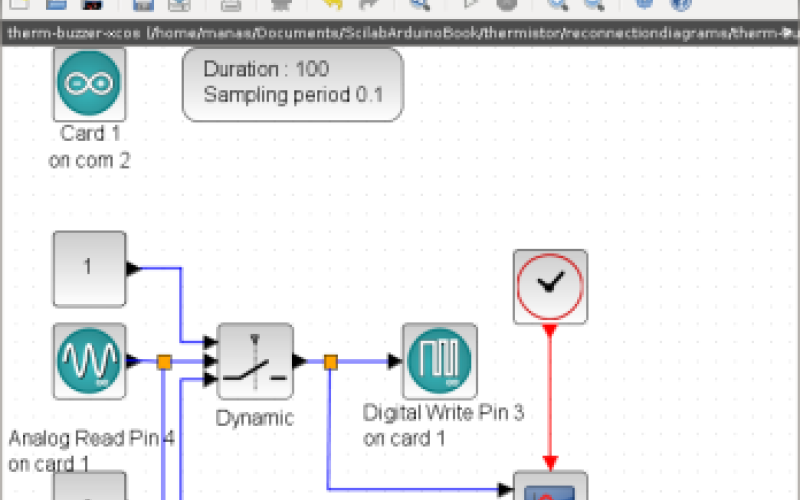 therm-buzzer-xcos (/home/manas/Documents/ScilabArduinoBook/thermistor/reconnectiondiagrams/therm-
Duration : 100
Sampling period 0.1
Card 1
on com 2
1
Dynamic
Digital Write Pin 3
on card 1
Analog Read Pin 4
on card 1